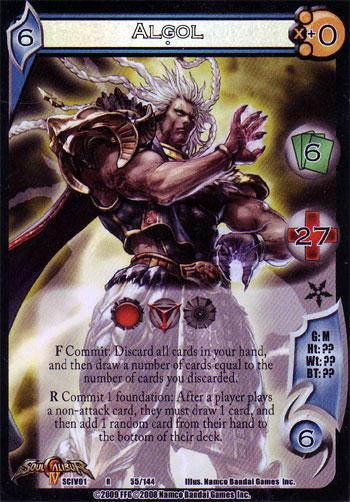 6
ALGOL
X+0
6
27
G: M
Ht: ??
Wt: ??
BT: ??
F Commit: Discard all cards in your hand,
and then draw a number of cards equal to the
number of cards you discarded.
R Commit 1 foundation: After a player plays
a non-attack card, they must draw 1 card, and
then add 1 random card from their hand to
the bottom of their deck.
6
SOULCALIBUR
IV
SCIV01 R 55/144 Illus. Namco Bandai Games Inc.
©2009 FFG ©2008 Namco Bandai Games Inc.